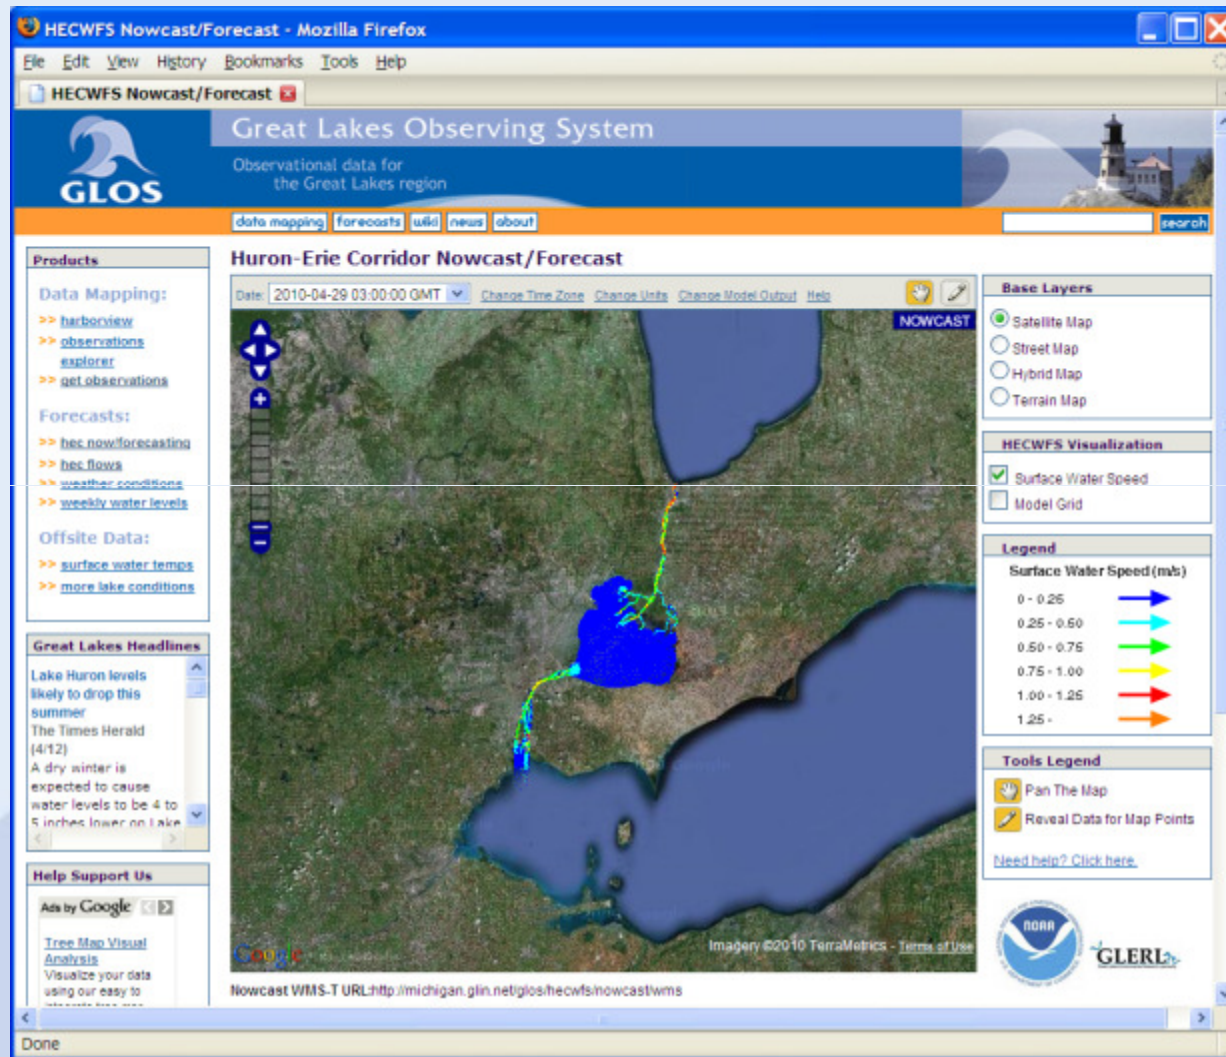 HECWFS Nowcast/Forecast - Mozilla Firefox
File Edit View History Bookmarks Tools Help
HECWFS Nowcast/Forecast
GLOS
Great Lakes Observing System
Observational data for
the Great Lakes region
data mapping forecasts wiki news about
search
Products
Data Mapping:
>> harborview
>> observations
explorer
>> get observations
Forecasts:
>> hec now/forecasting
>> hec flows
>> weather conditions
>> weekly water levels
Offsite Data:
>> surface water temps
>> more lake conditions
Great Lakes Headlines
Lake Huron levels
likely to drop this
summer
The Times Herald
(4/12)
A dry winter is
expected to cause
water levels to be 4 to
5 inches lower on Lake
Help Support Us
Ads by Google
Tree Map Visual
Analysis
Visualize your data
using our easy to
Huron-Erie Corridor Nowcast/Forecast
Date: 2010-04-29 03:00:00 GMT Change Time Zone Change Units Change Model Output Help
NOWCAST
Google
Imagery ©2010 TerraMetrics - Terms of Use
Nowcast WMS-T URL:http://michigan.glin.net/glos/hecwfs/nowcast/wms
Base Layers
Satellite Map
Street Map
Hybrid Map
Terrain Map
HECWFS Visualization
Surface Water Speed
Model Grid
Legend
Surface Water Speed (m/s)
0 - 0.25
0.25 - 0.50
0.50 - 0.75
0.75 - 1.00
1.00 - 1.25
1.25 -
Tools Legend
Pan The Map
Reveal Data for Map Points
Need help? Click here.
NOAA
GLERL
Done